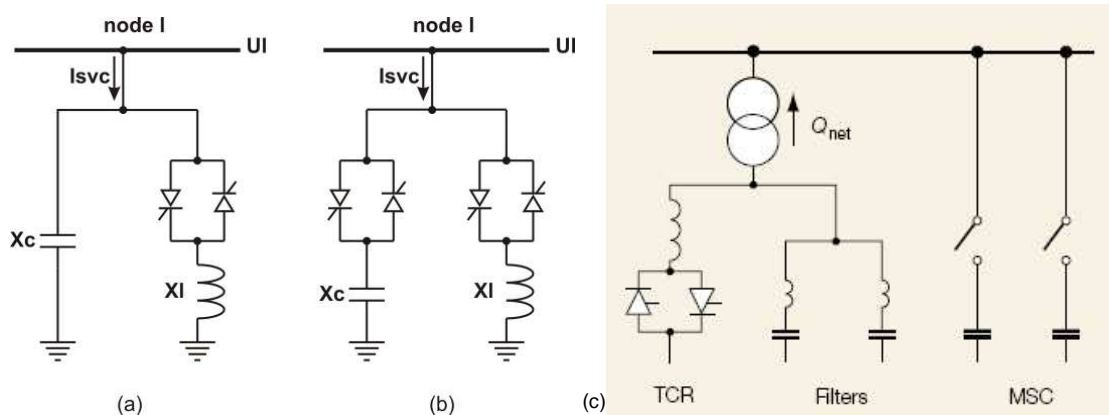 node I
UI
Isvc
Xc
XI
(a)
node I
UI
Isvc
Xc
XI
(b)
(c)
Qnet
TCR
Filters
MSC